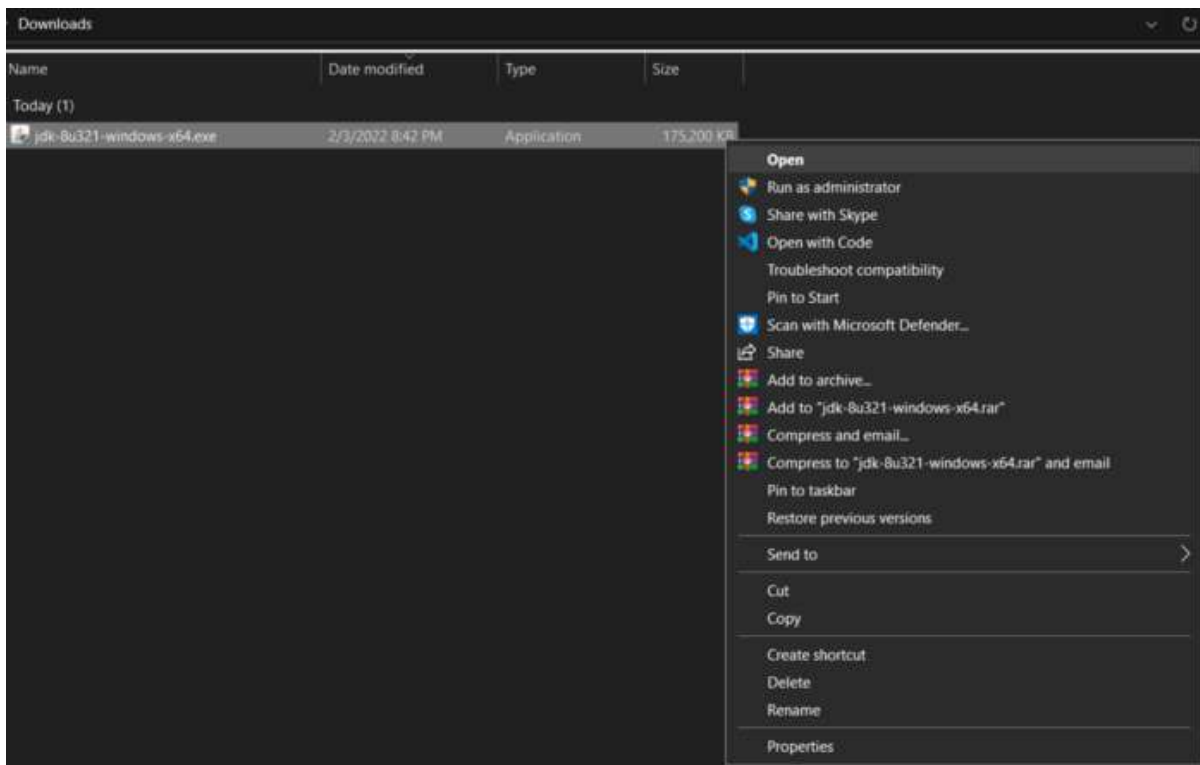 Downloads
Name Date modified Type Size
Today (1)
jdk-8u321-windows-x64.exe 2/3/2022 8:42 PM Application 175,200 KB
Open
Run as administrator
Share with Skype
Open with Code
Troubleshoot compatibility
Pin to Start
Scan with Microsoft Defender...
Share
Add to archive...
Add to "jdk-8u321-windows-x64.rar"
Compress and email...
Compress to "jdk-8u321-windows-x64.rar" and email
Pin to taskbar
Restore previous versions
Send to
Cut
Copy
Create shortcut
Delete
Rename
Properties